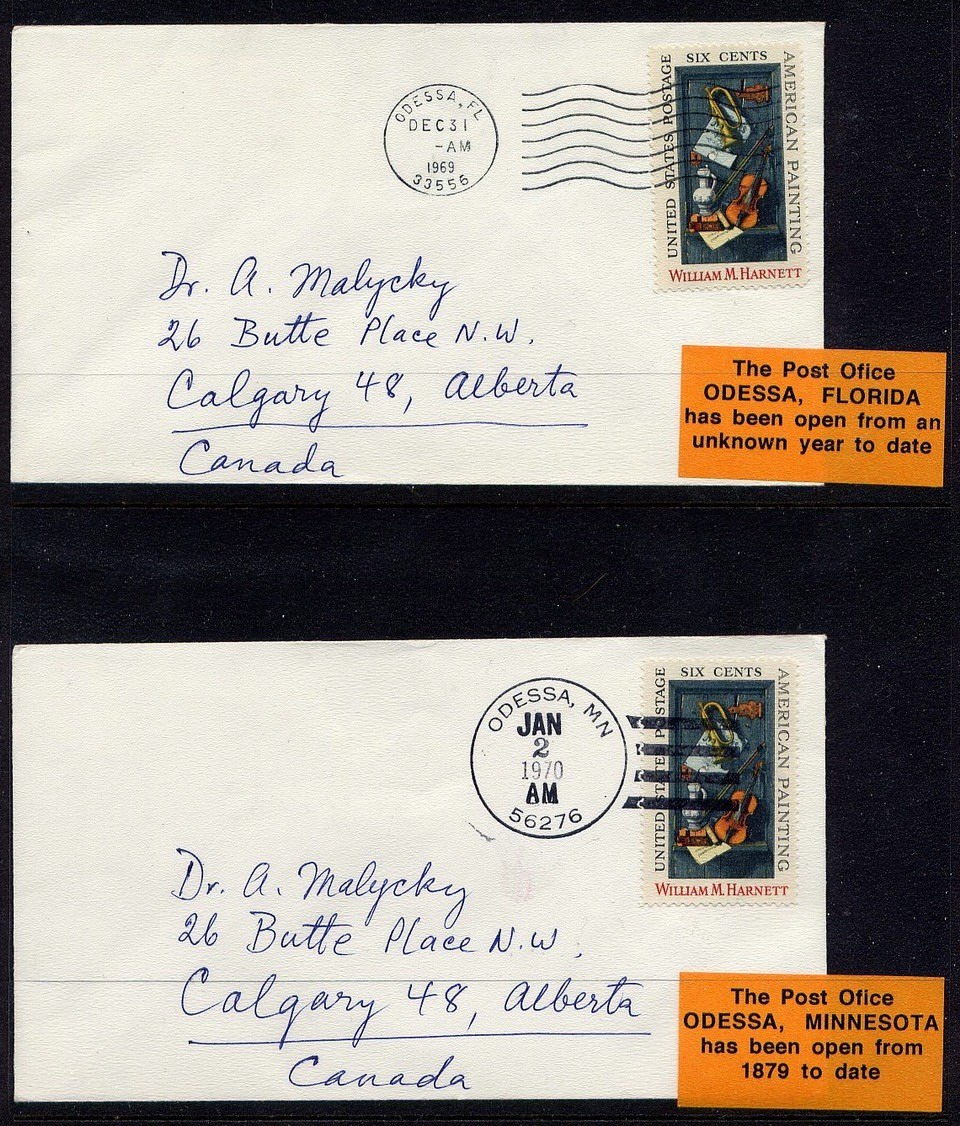 ODESSA, FL
DEC 31
-AM
1969
33556
SIX CENTS
UNITED STATES POSTAGE
AMERICAN PAINTING
WILLIAM M. HARNETT
Dr. A. Malycky
26 Butte Place N.W.
Calgary 48, Alberta
Canada
The Post Ofice
ODESSA, FLORIDA
has been open from an
unknown year to date
ODESSA, MN
JAN
2
1970
AM
56276
SIX CENTS
UNITED STATES POSTAGE
AMERICAN PAINTING
WILLIAM M. HARNETT
Dr. A. Malycky
26 Butte Place N.W.
Calgary 48, Alberta
Canada
The Post Ofice
ODESSA, MINNESOTA
has been open from
1879 to date